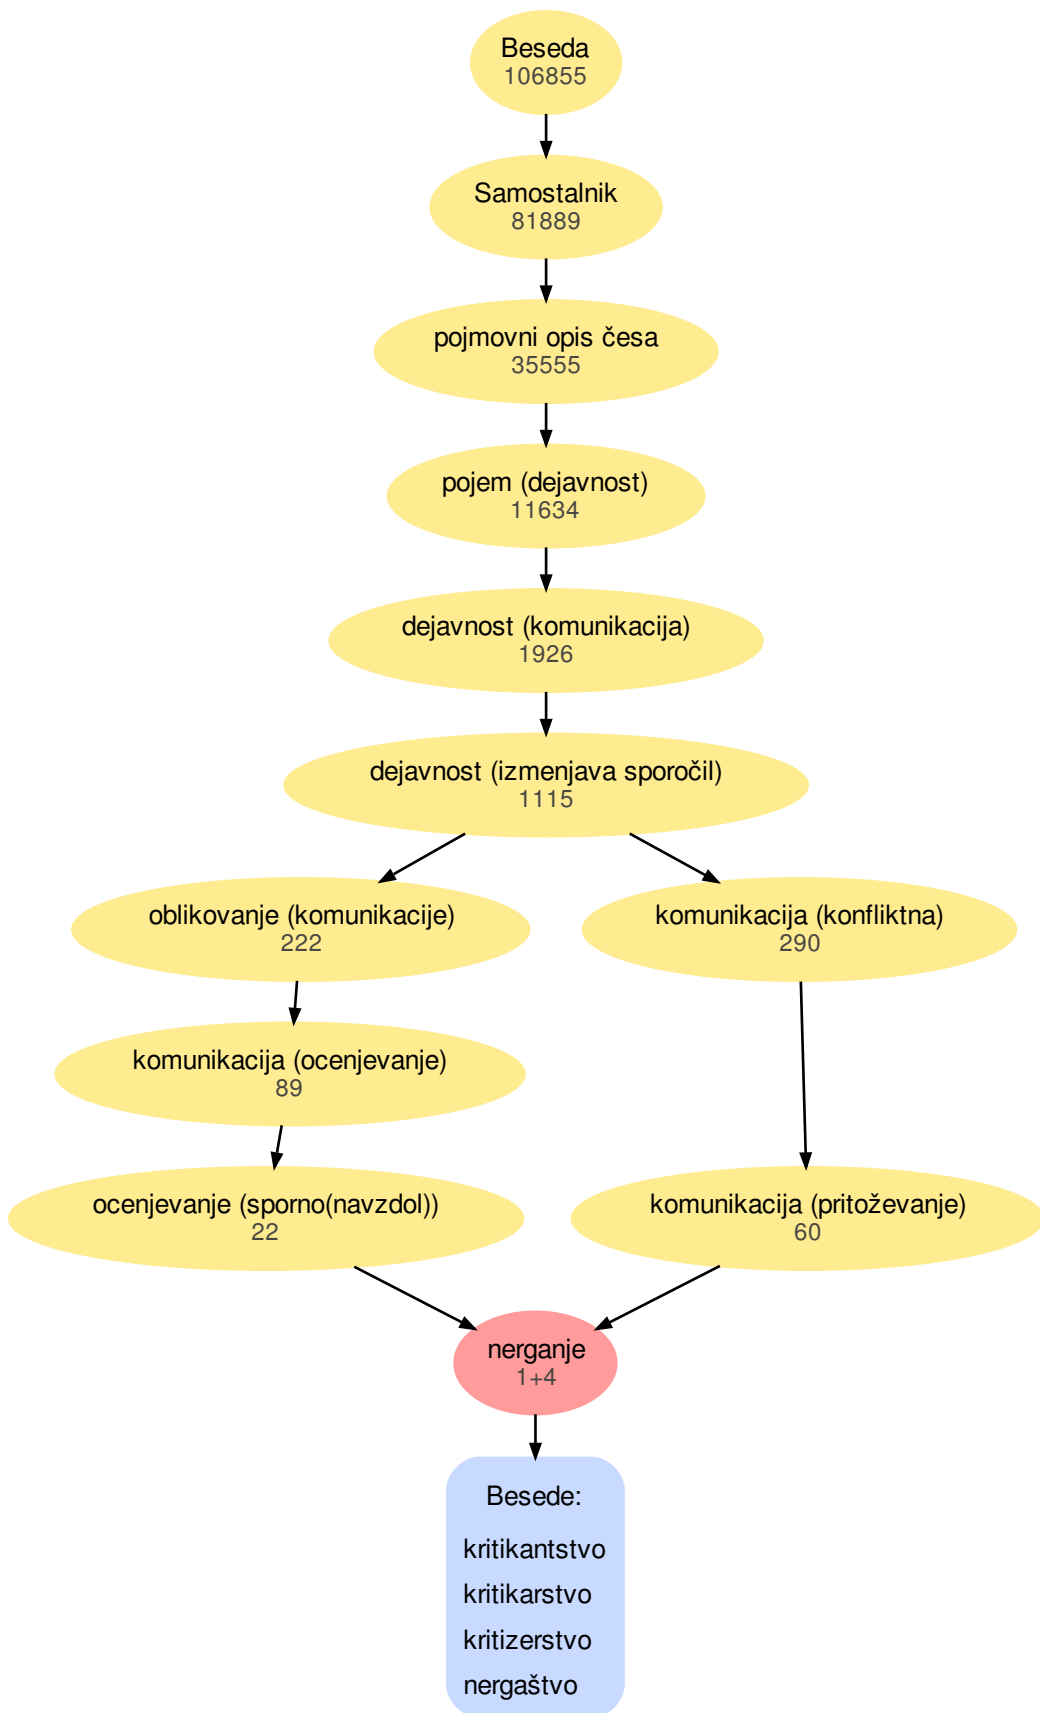 Beseda
106855
Samostalnik
81889
pojmovni opis česa
35555
pojem (dejavnost)
11634
dejavnost (komunikacija)
1926
dejavnost (izmenjava sporočil)
1115
oblikovanje (komunikacije)
222
komunikacija (konfliktna)
290
komunikacija (ocenjevanje)
89
ocenjevanje (sporno(navzdol))
22
komunikacija (pritoževanje)
60
nerganje
1+4
Besede:
kritikantstvo
kritikarstvo
kritizerstvo
nergaštvo